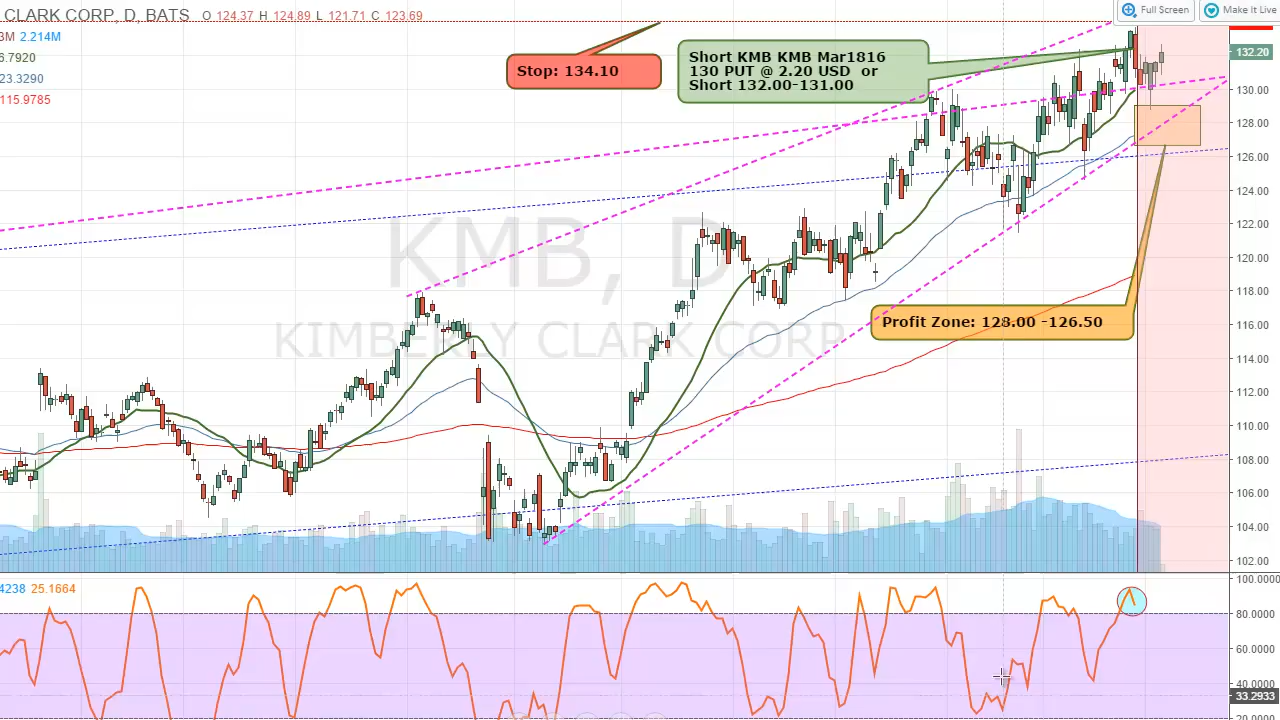 CLARK CORP, D, BATS O 124.37 H 124.89 L 121.71 C 123.69
Full Screen
Make It Live
3M 2.214M
6.7920
23.3290
115.9785
Stop: 134.10
Short KMB KMB Mar1816
130 PUT @ 2.20 USD or
Short 132.00-131.00
132.20
130.00
128.00
126.00
124.00
122.00
120.00
118.00
116.00
114.00
112.00
110.00
108.00
106.00
104.00
102.00
KMB, D
KIMBERLY CLARK CORP
Profit Zone: 128.00 -126.50
4238 25.1664
100.0000
80.0000
60.0000
40.0000
33.2933
20.0000